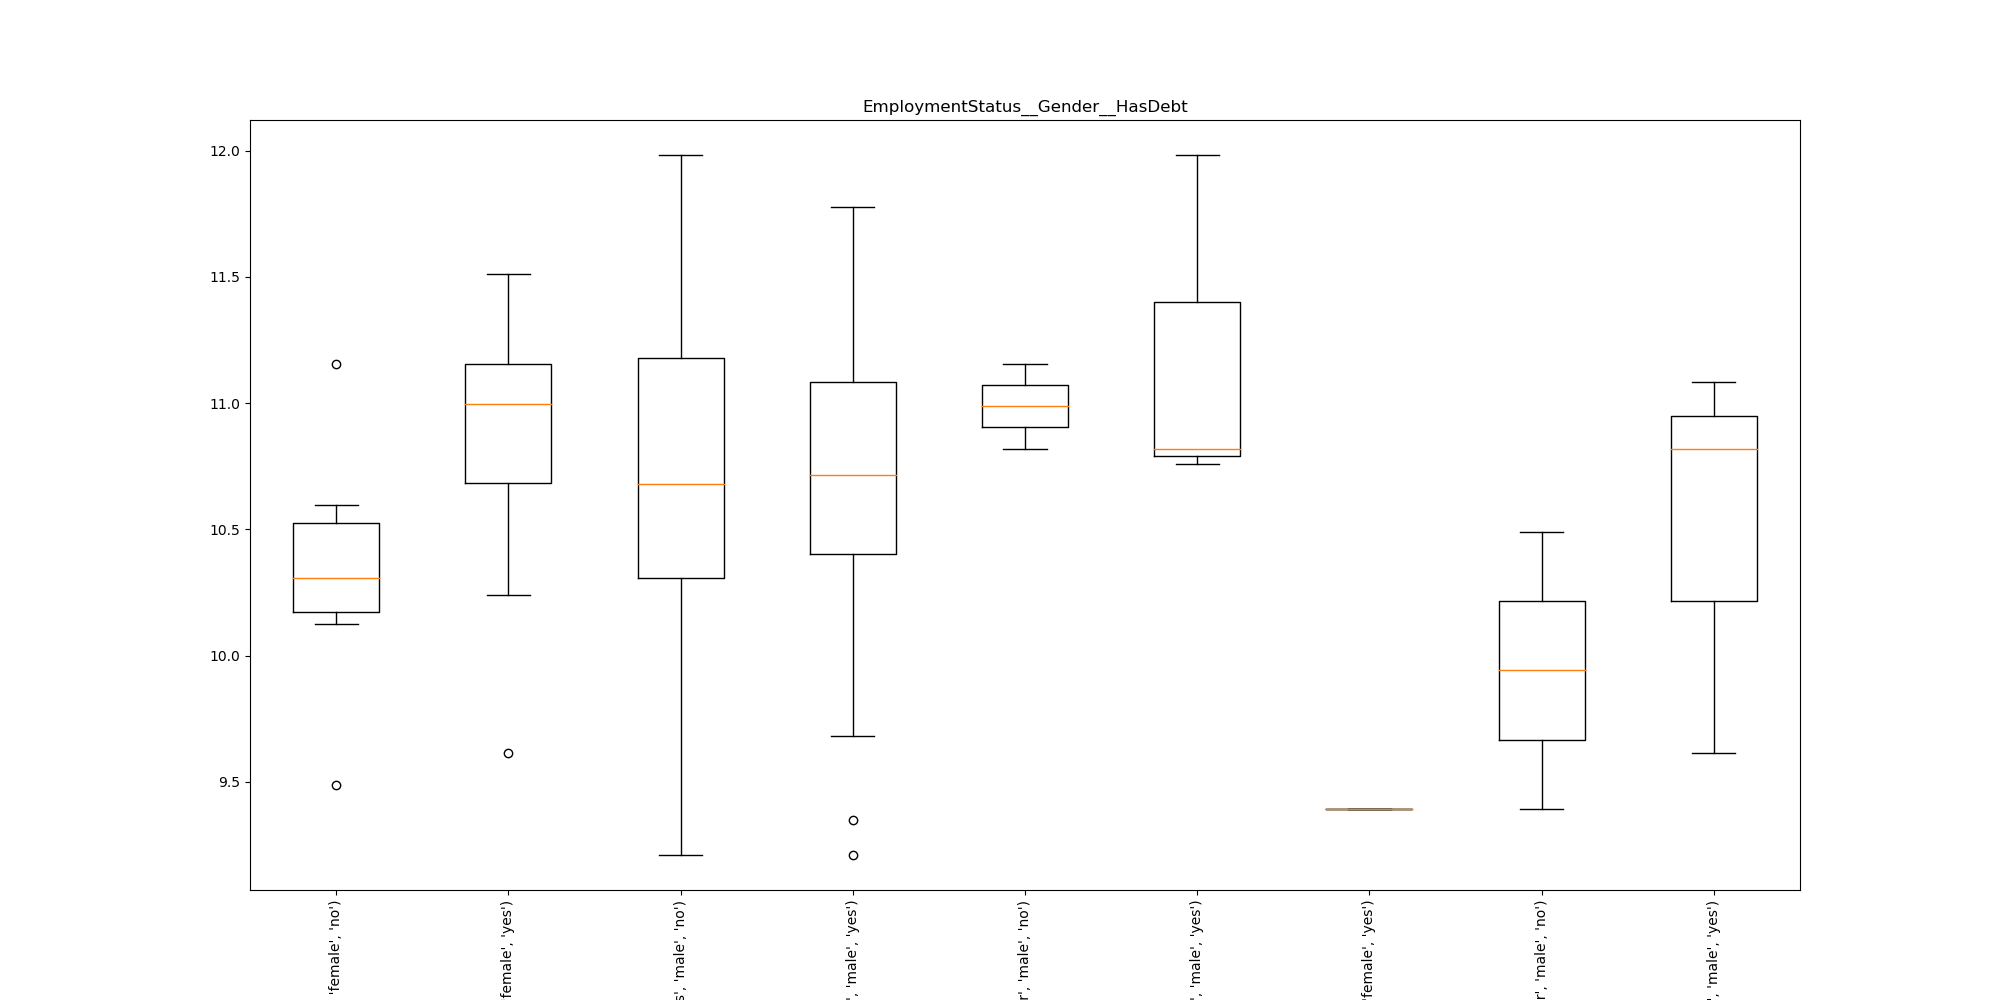 EmploymentStatus__Gender__HasDebt
12.0
11.5
11.0
10.5
10.0
9.5
'female', 'no')
female', 'yes')
s', 'male', 'no')
', 'male', 'yes')
r', 'male', 'no')
', 'male', 'yes')
'female', 'yes')
r', 'male', 'no')
', 'male', 'yes')